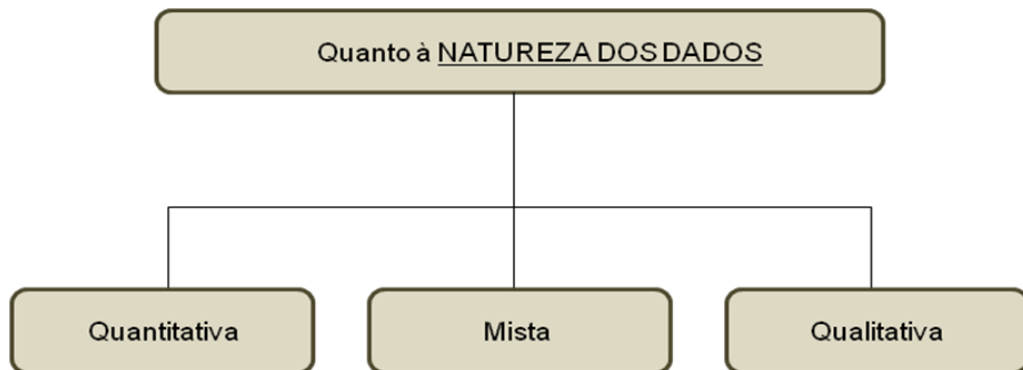 Quanto à NATUREZA DOS DADOS
Quantitativa
Mista
Qualitativa